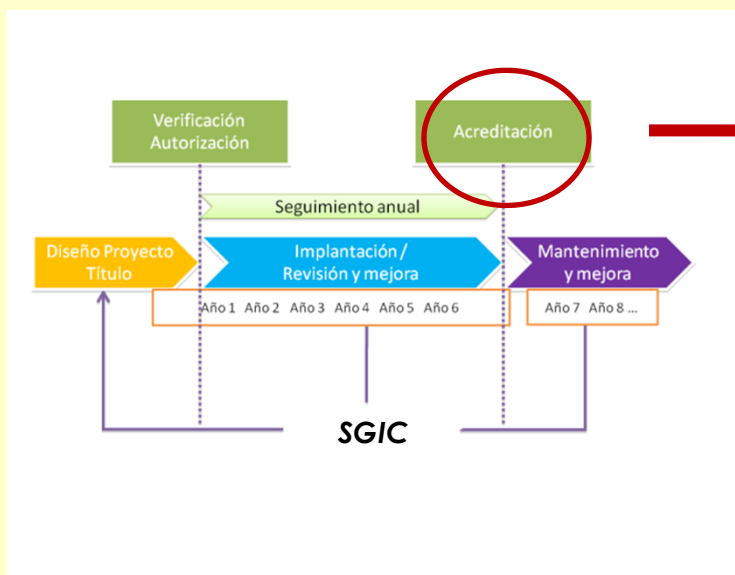 Verificación
Autorización
Acreditación
Seguimiento anual
Diseño Proyecto
Título
Implantación /
Revisión y mejora
Mantenimiento
y mejora
Año 1 Año 2 Año 3 Año 4 Año 5 Año 6
Año 7 Año 8 ...
SGIC